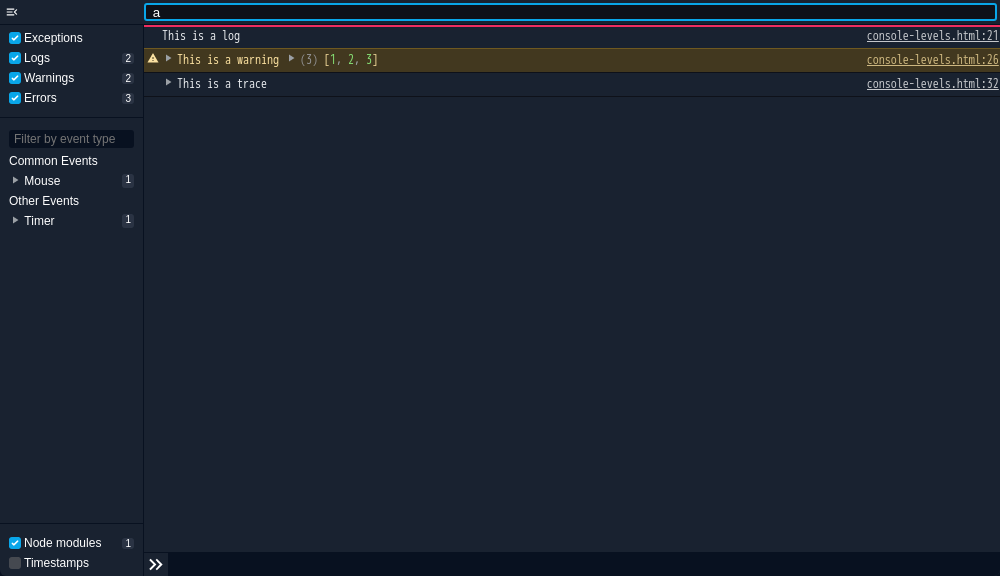 a
Exceptions
Logs 2
Warnings 2
Errors 3
Filter by event type
Common Events
Mouse 1
Other Events
Timer 1
Node modules 1
Timestamps
This is a log console-levels.html:21
This is a warning (3) [1, 2, 3] console-levels.html:26
This is a trace console-levels.html:32